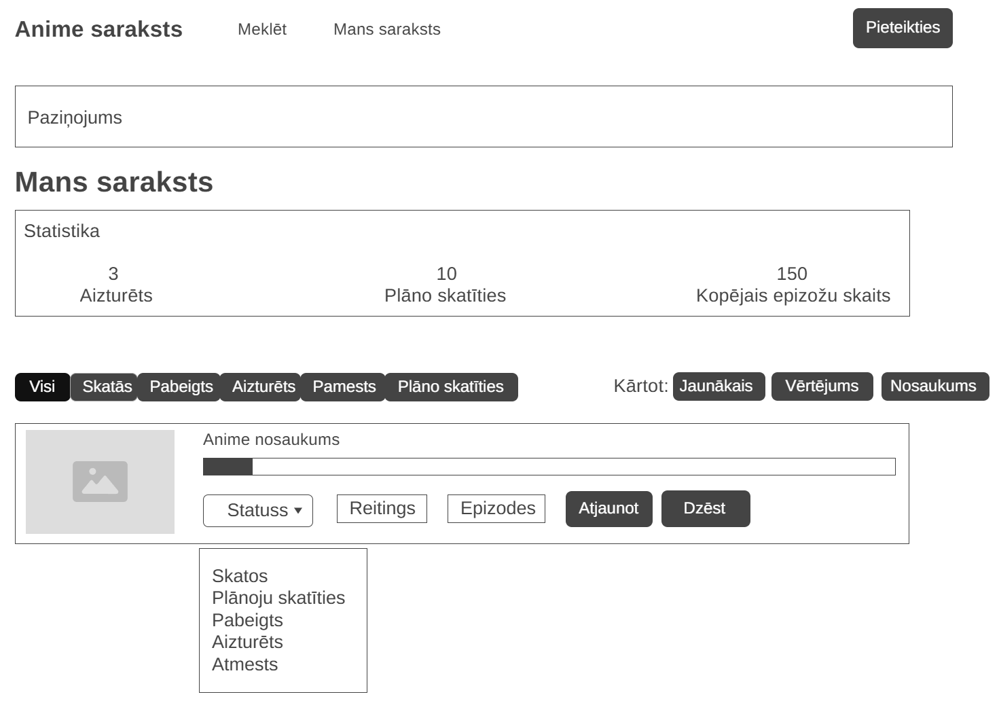 Anime saraksts Meklēt Mans saraksts Pieteikties
Paziņojums
Mans saraksts
Statistika
3 10 150
Aizturēts Plāno skatīties Kopējais epizožu skaits
Visi Skatās Pabeigts Aizturēts Pamests Plāno skatīties Kārtot: Jaunākais Vērtējums Nosaukums
Anime nosaukums
Statuss Reitings Epizodes Atjaunot Dzēst
Skatos
Plānoju skatīties
Pabeigts
Aizturēts
Atmests